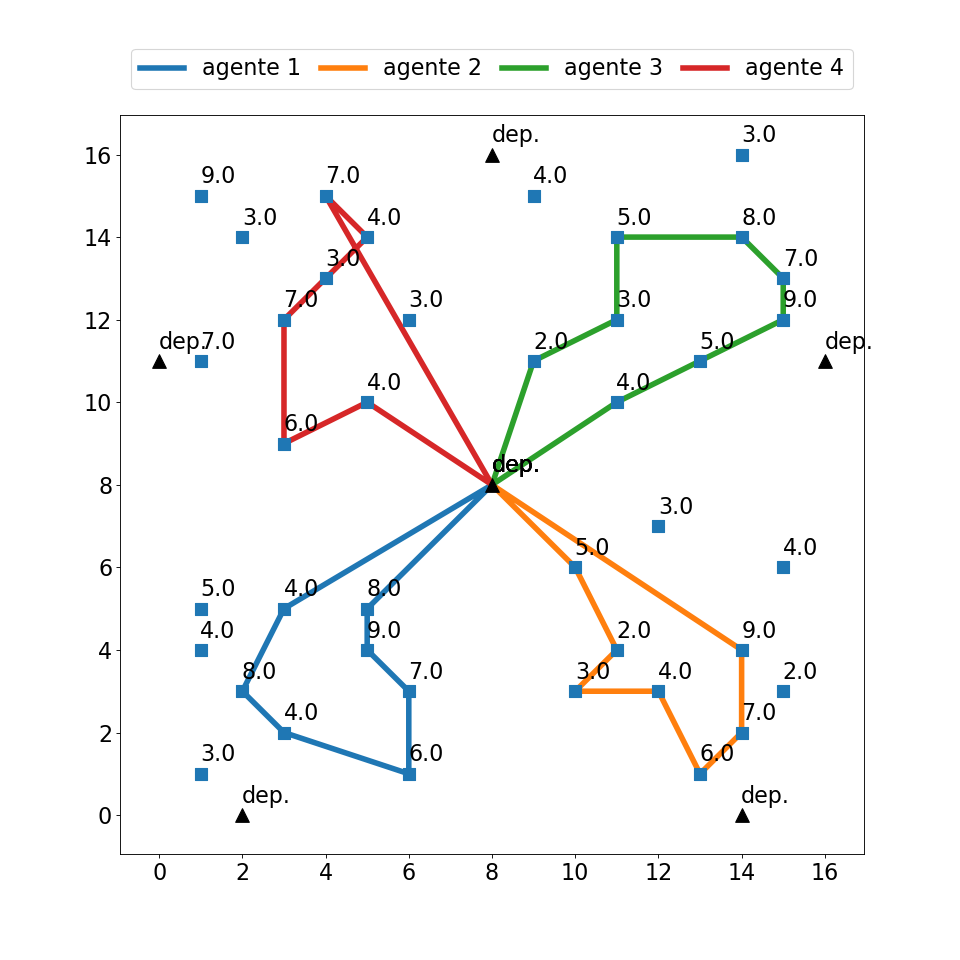 agente 1 agente 2 agente 3 agente 4
dep. 3.0
16
9.0 7.0 4.0
3.0 4.0 5.0 8.0
14
3.0 7.0
7.0 3.0 3.0 9.0
12
dep. 7.0 2.0 5.0 dep.
4.0 4.0
10
6.0
dep.
8
3.0
5.0 4.0
6
5.0 4.0 8.0
4.0 9.0 2.0 9.0
4
8.0 7.0 3.0 4.0 2.0
4.0 7.0
2
3.0 6.0 6.0
dep. dep.
0
0 2 4 6 8 10 12 14 16